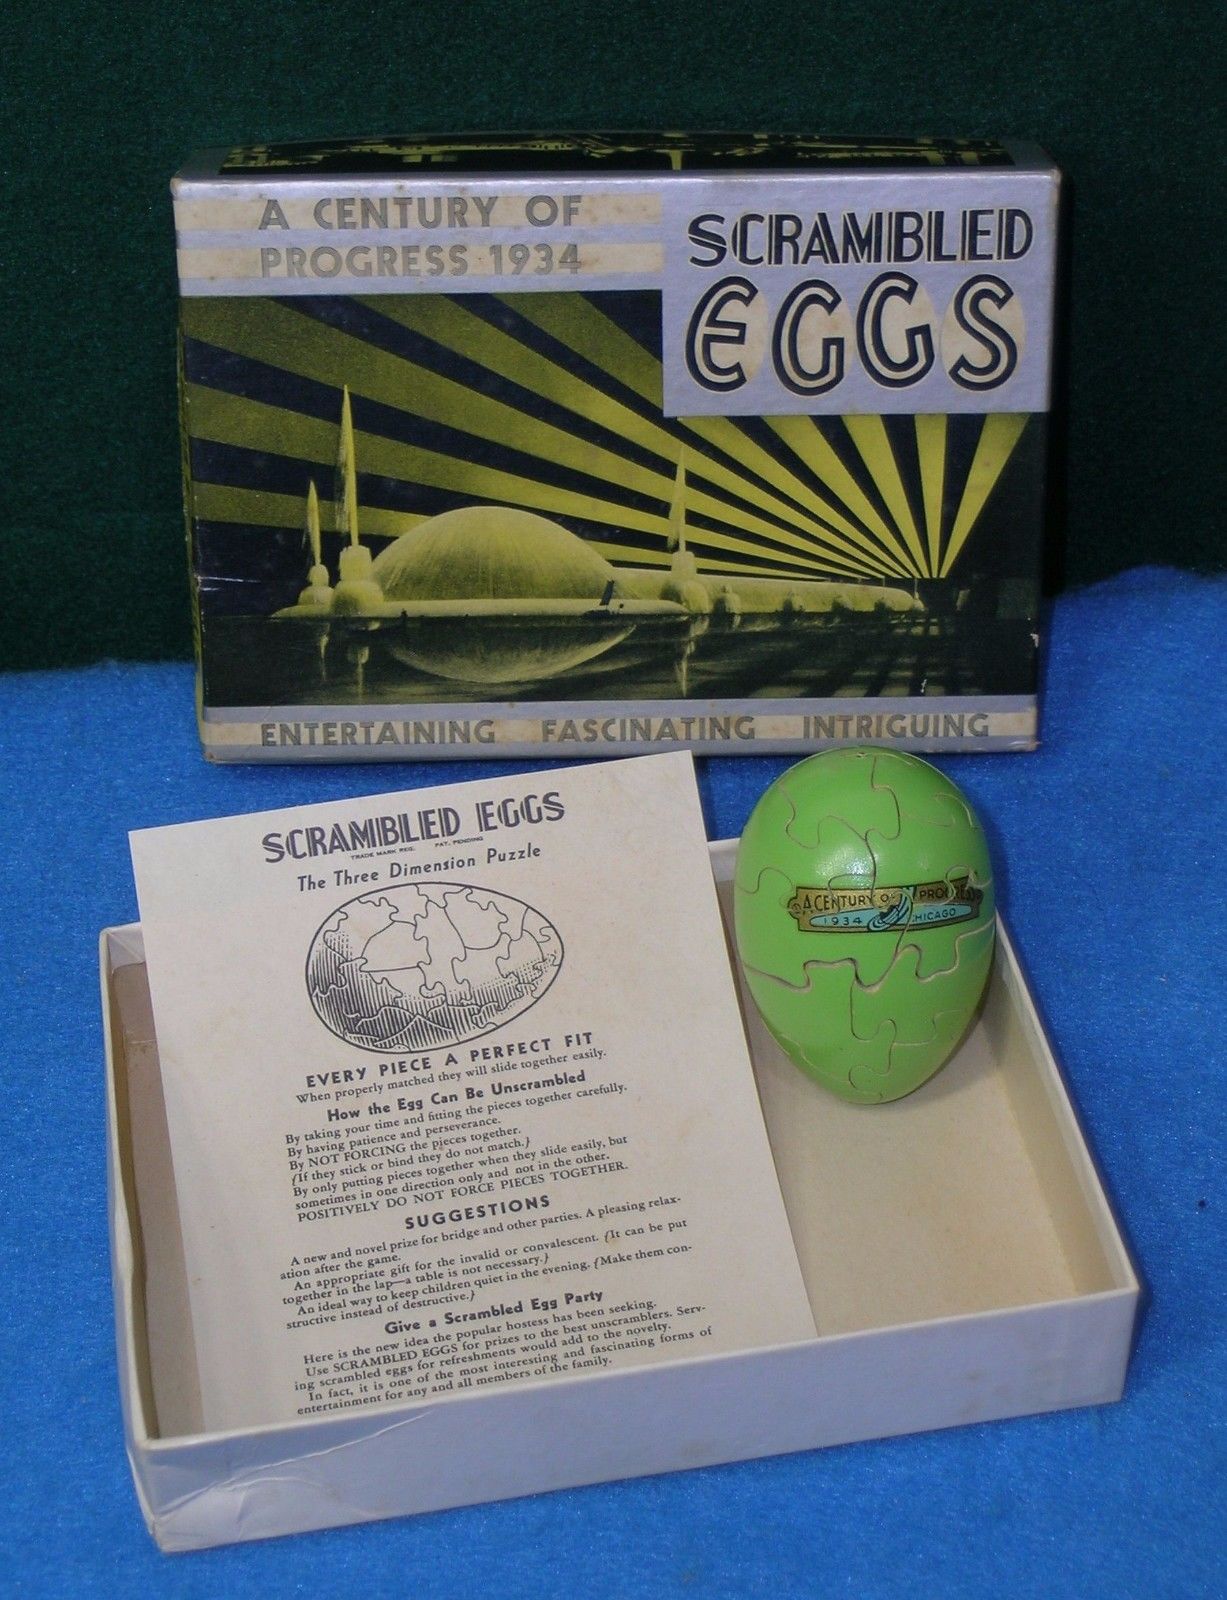 A CENTURY OF
PROGRESS 1934
SCRAMBLED
EGGS
ENTERTAINING FASCINATING INTRIGUING
SCRAMBLED EGGS
TRADE MARK REG. PAT. PENDING
The Three Dimension Puzzle
EVERY PIECE A PERFECT FIT
When properly matched they will slide together easily.
How the Egg Can Be Unscrambled
By taking your time and fitting the pieces together carefully.
By having patience and perseverance.
By NOT FORCING the pieces together.
(If they stick or bind they do not match.)
By only putting pieces together when they slide easily, but
sometimes in one direction only and not in the other.
POSITIVELY DO NOT FORCE PIECES TOGETHER.
SUGGESTIONS
A new and novel prize for bridge and other parties. A pleasing relax-
ation after the game.
An appropriate gift for the invalid or convalescent. (It can be put
together in the lap—a table is not necessary.)
An ideal way to keep children quiet in the evening. (Make them con-
structive instead of destructive.)
Give a Scrambled Egg Party
Here is the new idea the popular hostess has been seeking.
Use SCRAMBLED EGGS for prizes to the best unscramblers. Serv-
ing scrambled eggs for refreshments would add to the novelty.
In fact, it is one of the most interesting and fascinating forms of
entertainment for any and all members of the family.
A CENTURY OF PROGRESS
1934 CHICAGO